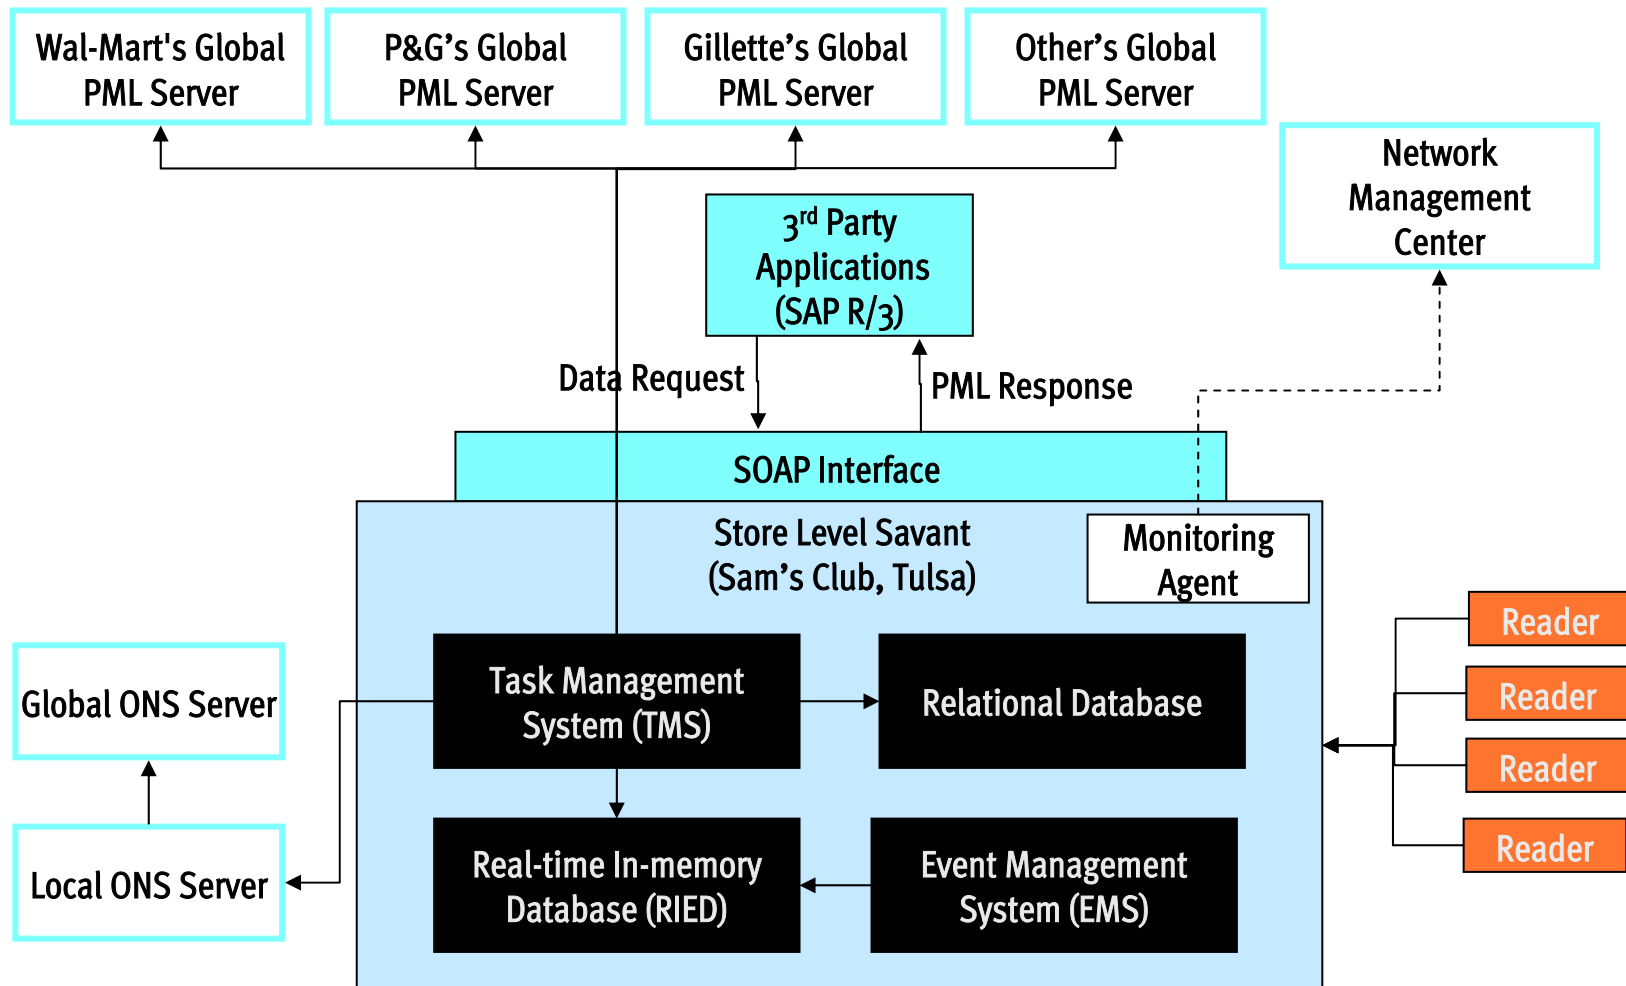 Wal-Mart's Global
PML Server
P&G’s Global
PML Server
Gillette’s Global
PML Server
Other’s Global
PML Server
Network
Management
Center
3rd Party
Applications
(SAP R/3)
Data Request
PML Response
SOAP Interface
Store Level Savant
(Sam’s Club, Tulsa)
Monitoring
Agent
Reader
Reader
Reader
Reader
Task Management
System (TMS)
Relational Database
Global ONS Server
Local ONS Server
Real-time In-memory
Database (RIED)
Event Management
System (EMS)